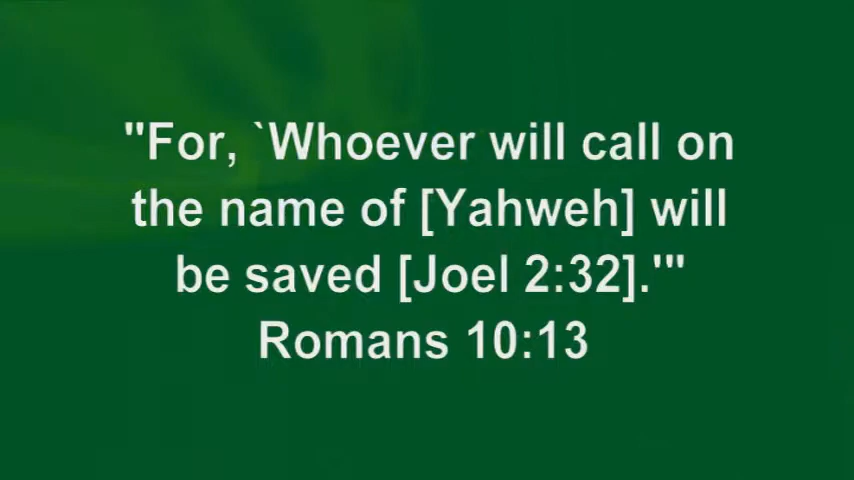 "For, `Whoever will call on
the name of [Yahweh] will
be saved [Joel 2:32].'"
Romans 10:13